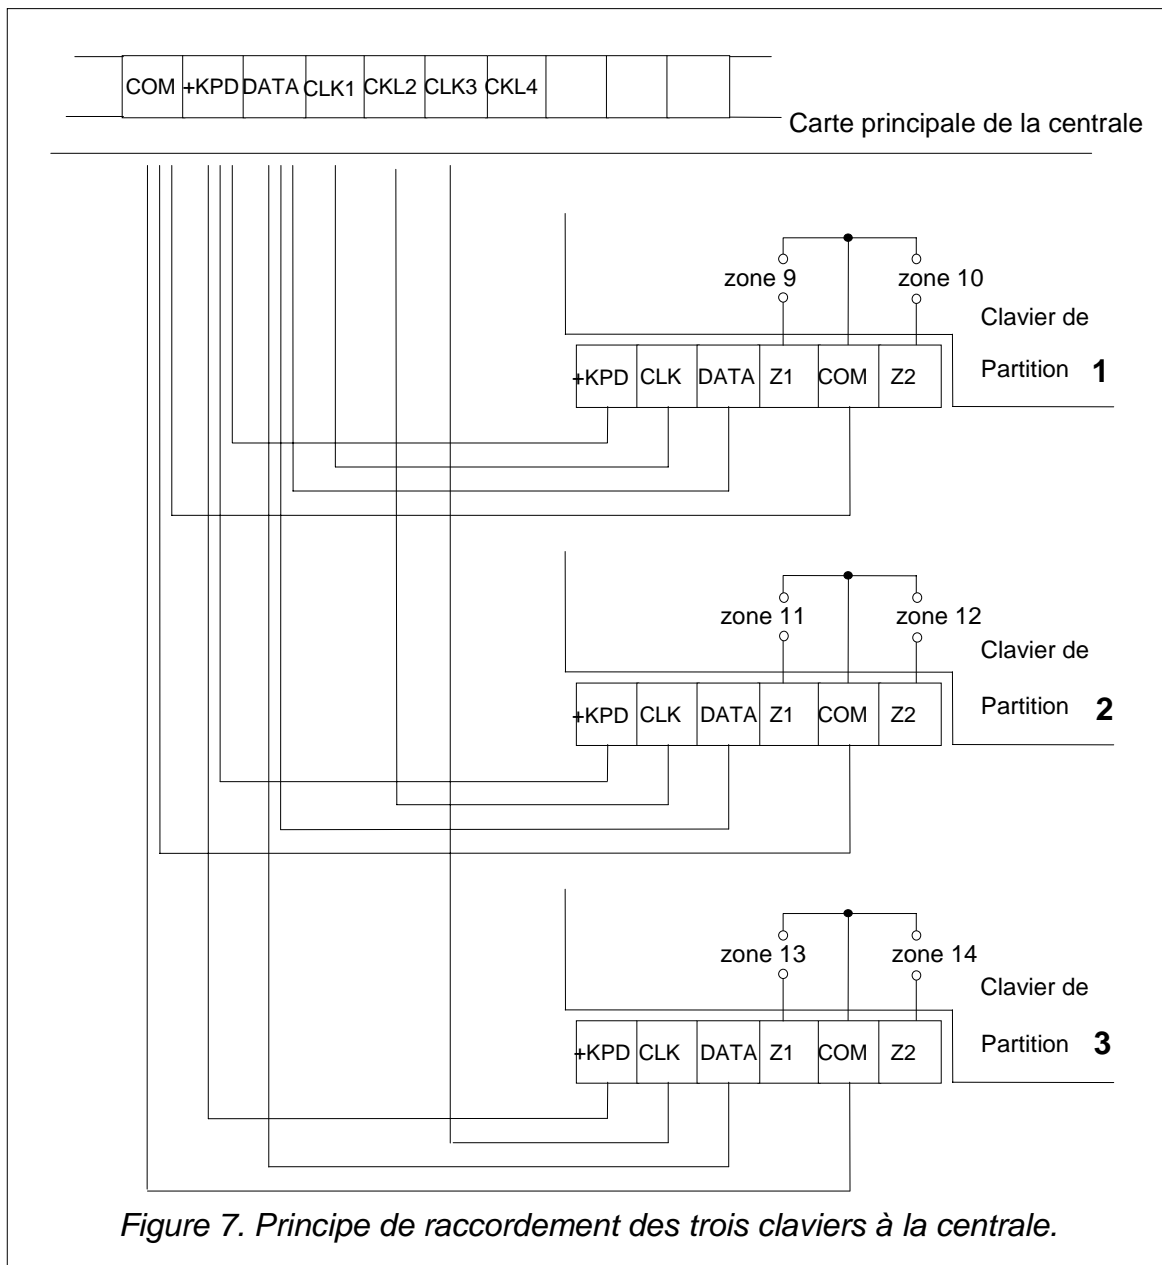 COM +KPD DATA CLK1 CKL2 CLK3 CKL4
Carte principale de la centrale
zone 9 zone 10
Clavier de
Partition 1
+KPD CLK DATA Z1 COM Z2
zone 11 zone 12
Clavier de
Partition 2
+KPD CLK DATA Z1 COM Z2
zone 13 zone 14
Clavier de
Partition 3
+KPD CLK DATA Z1 COM Z2
Figure 7. Principe de raccordement des trois claviers à la centrale.